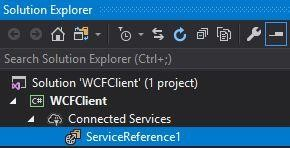 Solution Explorer
Search Solution Explorer (Ctrl+;)
Solution 'WCFClient' (1 project)
C# WCFClient
Connected Services
ServiceReference1